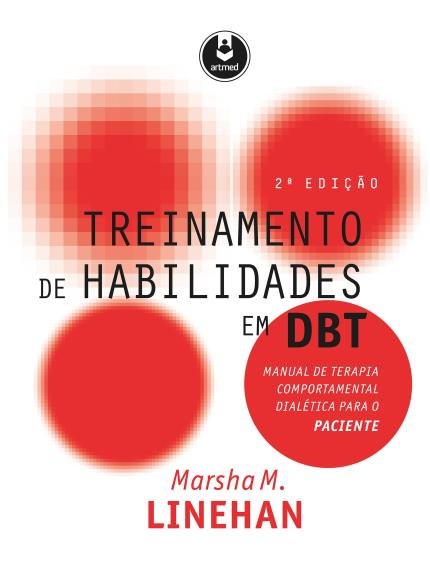 artmed
2ª EDIÇÃO
TREINAMENTO
DE HABILIDADES
EM DBT
MANUAL DE TERAPIA
COMPORTAMENTAL
DIALÉTICA PARA O
PACIENTE
Marsha M.
LINEHAN